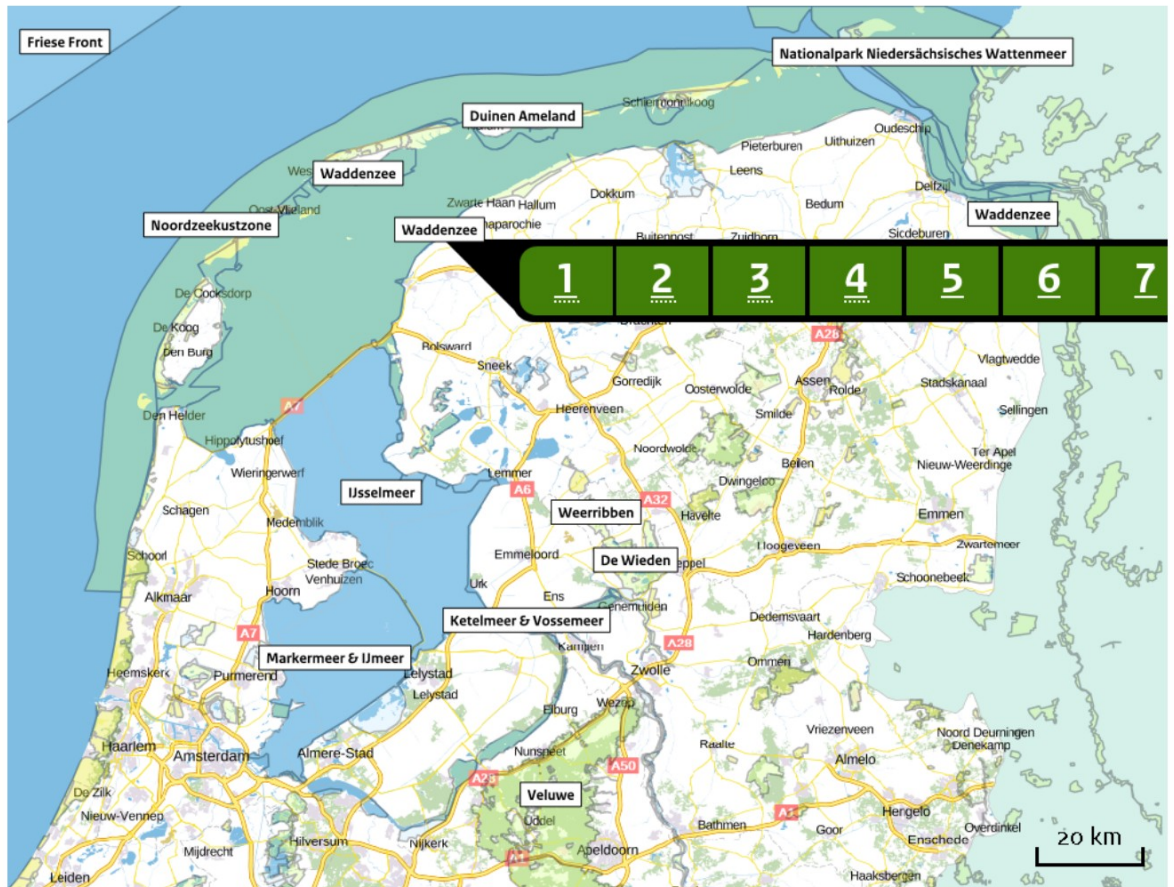 Friese Front
Nationalpark Niedersächsisches Wattenmeer
Schiermonnikoog
Duinen Ameland
Oudeschip
Uithuizen
Pieterburen
Leens
Waddenzee
Delfzijl
Dokkum
Zwarte Haan Hallum
Bedum
Oost-Vlieland
Waddenzee
Noordzeekustzone
Waddenzee
naparochie
Buitenpost
Zuidhorn
Siddeburen
1 2 3 4 5 6 7
De Cocksdorp
De Koog
Den Burg
A28
Bolsward
Sneek
Vlagtwedde
Gorredijk
Oosterwolde
Assen
Rolde
Stadskanaal
A7
Den Helder
Heerenveen
Smilde
Sellingen
Hippolytushoef
Noordwolde
Ter Apel
Wieringerwerf
Lemmer
Beilen
Nieuw-Weerdinge
IJsselmeer
A6
A32
Dwingeloo
Schagen
Weerribben
Havelte
Emmen
Medemblik
Schoorl
Emmeloord
De Wieden
eppel
Hoogeveen
Zwartemeer
Stede Broec
Venhuizen
Urk
Schoonebeek
Alkmaar
Hoorn
Ens
Genemuiden
Ketelmeer & Vossemeer
Dedemsvaart
A7
Kampen
A28
Hardenberg
Markermeer & IJmeer
Heemskerk
Purmerend
Lelystad
Zwolle
Ommen
Lelystad
Elburg
Wezep
Vriezenveen
Noord Deurningen
Haarlem
Amsterdam
Almere-Stad
Nunspeet
Raalte
Denekamp
Almelo
A28
A50
De Zilk
Veluwe
Nieuw-Vennep
Uddel
A1
Hengelo
Bathmen
Goor
Overdinkel
Hilversum
Nijkerk
Enschede
20 km
Mijdrecht
A1
Apeldoorn
Leiden
Haaksbergen